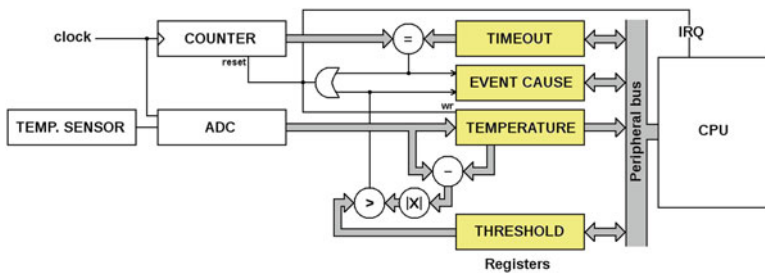 clock
COUNTER
=
TIMEOUT
IRQ
reset
EVENT CAUSE
wr
TEMP. SENSOR
ADC
TEMPERATURE
Peripheral bus
CPU
−
>
|X|
THRESHOLD
Registers